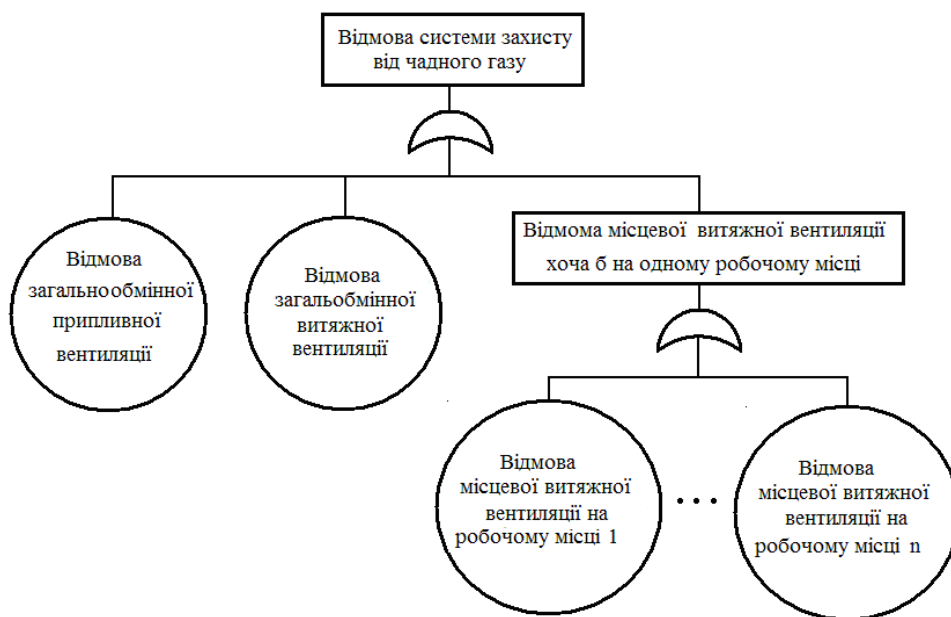 Відмова системи захисту
від чадного газу
Відмова
загальнообмінної
припливної
вентиляції
Відмова
загальобмінної
витяжної
вентиляції
Відмома місцевої витяжної вентиляції
хоча б на одному робочому місці
Відмова
місцевої витяжної
вентиляції на
робочому місці 1
...
Відмова
місцевої витяжної
вентиляції на
робочому місці n